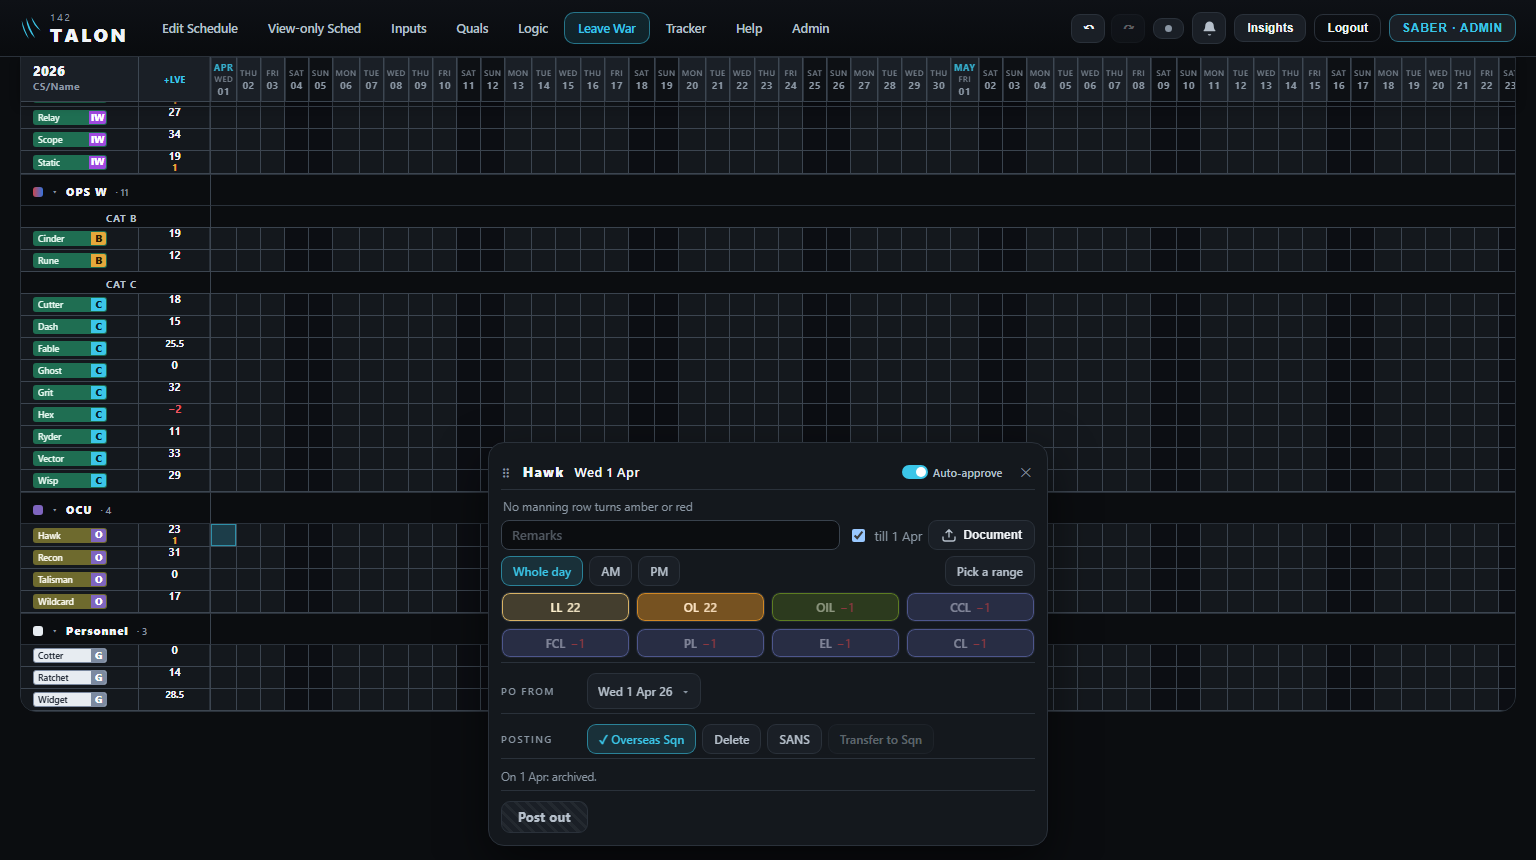 142
TALON
Edit Schedule
View-only Sched
Inputs
Quals
Logic
Leave War
Tracker
Help
Admin
Insights
Logout
SABER · ADMIN
2026
CS/Name
+LVE
APR WED 01
THU 02
FRI 03
SAT 04
SUN 05
MON 06
TUE 07
WED 08
THU 09
FRI 10
SAT 11
SUN 12
MON 13
TUE 14
WED 15
THU 16
FRI 17
SAT 18
SUN 19
MON 20
TUE 21
WED 22
THU 23
FRI 24
SAT 25
SUN 26
MON 27
TUE 28
WED 29
THU 30
MAY FRI 01
SAT 02
SUN 03
MON 04
TUE 05
WED 06
THU 07
FRI 08
SAT 09
SUN 10
MON 11
TUE 12
WED 13
THU 14
FRI 15
SAT 16
SUN 17
MON 18
TUE 19
WED 20
THU 21
FRI 22
SAT 23
Relay IW 27
Scope IW 34
Static IW 19 1
OPS W · 11
CAT B
Cinder B 19
Rune B 12
CAT C
Cutter C 18
Dash C 15
Fable C 25.5
Ghost C 0
Grit C 32
Hex C −2
Ryder C 11
Vector C 33
Wisp C 29
OCU · 4
Hawk O 23 1
Recon O 31
Talisman O 0
Wildcard O 17
Personnel · 3
Cotter G 0
Ratchet G 14
Widget G 28.5
Hawk Wed 1 Apr
Auto-approve
No manning row turns amber or red
Remarks
till 1 Apr
Document
Whole day
AM
PM
Pick a range
LL 22
OL 22
OIL −1
CCL −1
FCL −1
PL −1
EL −1
CL −1
PO FROM
Wed 1 Apr 26
POSTING
✓ Overseas Sqn
Delete
SANS
Transfer to Sqn
On 1 Apr: archived.
Post out